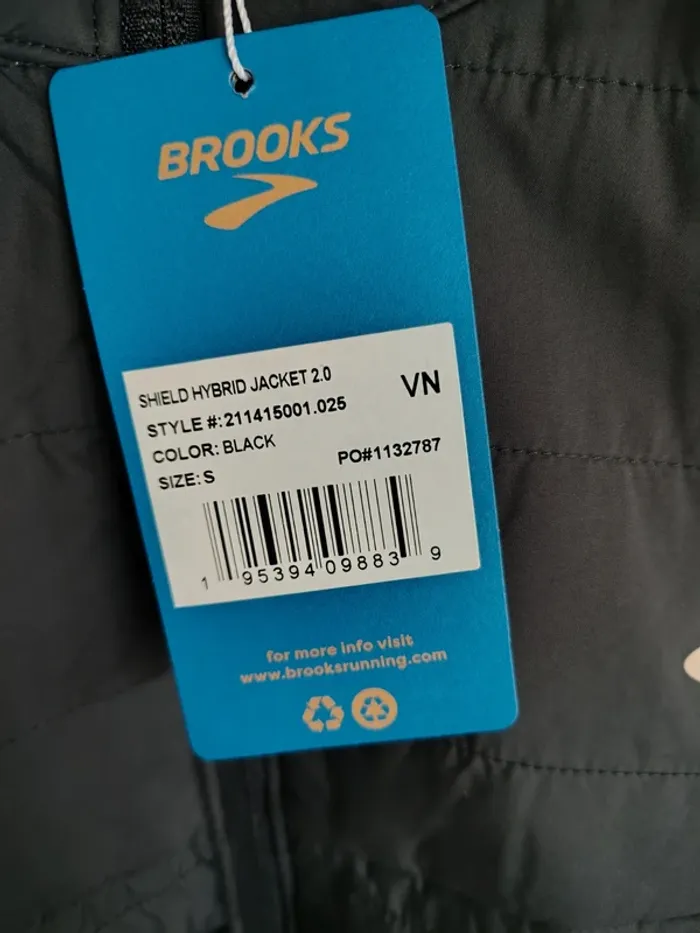 BROOKS
SHIELD HYBRID JACKET 2.0
VN
STYLE #:211415001.025
COLOR: BLACK
PO#1132787
SIZE: S
1 95394 09883 9
for more info visit
www.brooksrunning.com